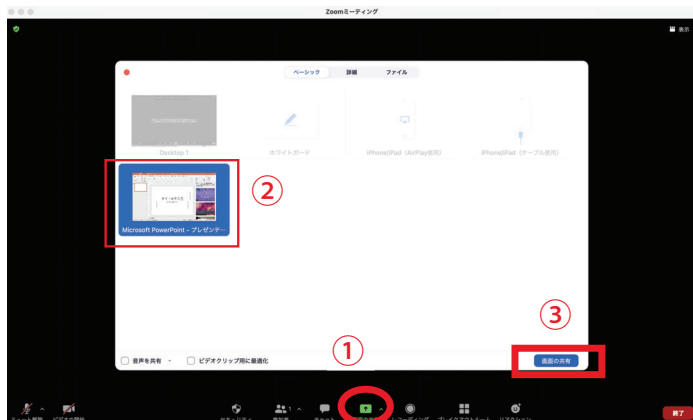 Zoomミーティング
表示
ベーシック 詳細 ファイル
Desktop 1
ホワイトボード
iPhone/iPad（AirPlay使用）
iPhone/iPad（ケーブル使用）
②
Microsoft PowerPoint – プレゼンテ…
③
音声を共有
ビデオクリップ用に最適化
①
画面の共有
1
終了